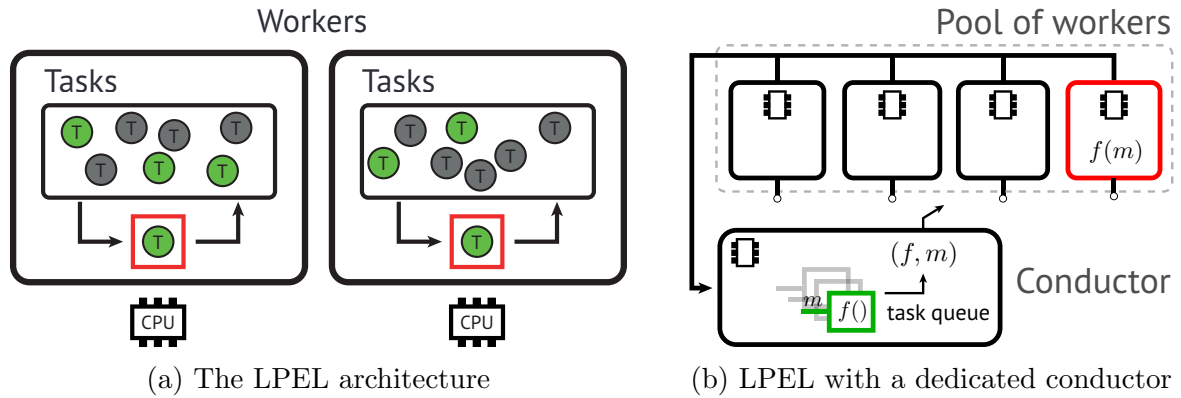 Workers
Tasks
T T T T
T T T
T
CPU
Tasks
T T T
T T T T
T
CPU
(a) The LPEL architecture
Pool of workers
f(m)
(f, m)
m f()
task queue
Conductor
(b) LPEL with a dedicated conductor